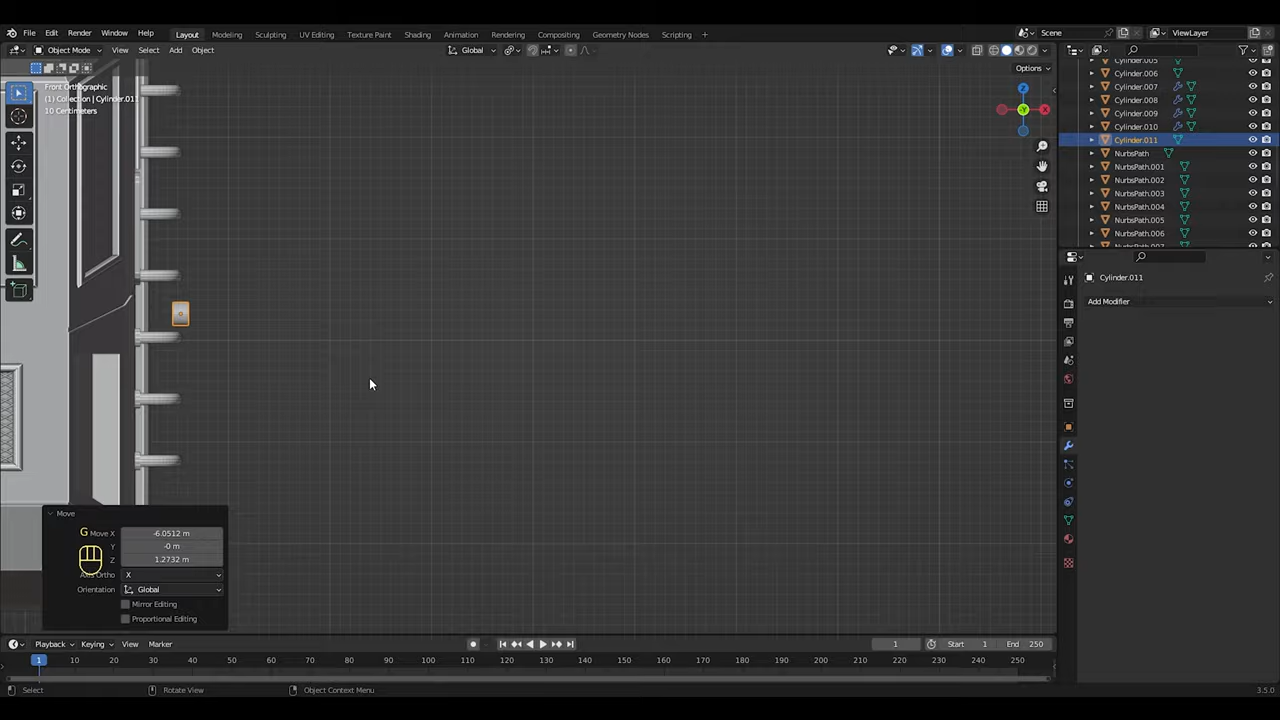 File Edit Render Window Help Layout Modeling Sculpting UV Editing Texture Paint Shading Animation Rendering Compositing Geometry Nodes Scripting Scene ViewLayer
Object Mode View Select Add Object Global
Options
Front Orthographic
(1) Collection | Cylinder.011
10 Centimeters
Cylinder.005
Cylinder.006
Cylinder.007
Cylinder.008
Cylinder.009
Cylinder.010
Cylinder.011
NurbsPath
NurbsPath.001
NurbsPath.002
NurbsPath.003
NurbsPath.004
NurbsPath.005
NurbsPath.006
NurbsPath.007
Cylinder.011
Add Modifier
Move
G Move X -6.0512 m
Y -0 m
Z 1.2732 m
Axis Ortho X
Orientation Global
Mirror Editing
Proportional Editing
Playback Keying View Marker 1 Start 1 End 250
1 10 20 30 40 50 60 70 80 90 100 110 120 130 140 150 160 170 180 190 200 210 220 230 240 250
Select Rotate View Object Context Menu 3.5.0